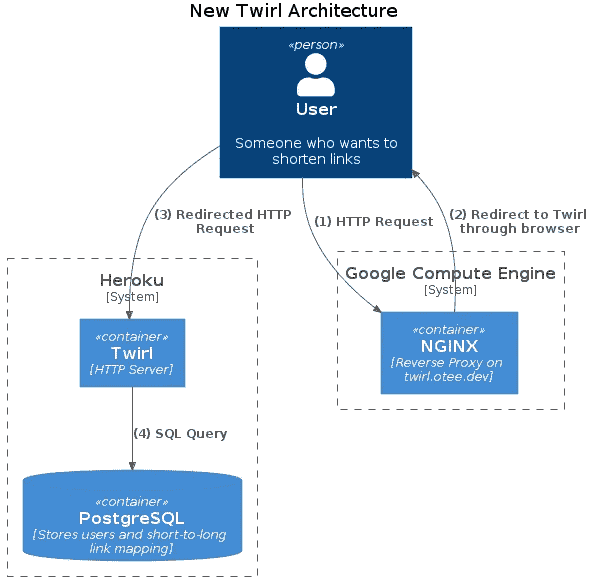 New Twirl Architecture
«person»
User
Someone who wants to
shorten links
(3) Redirected HTTP
Request
(1) HTTP Request
(2) Redirect to Twirl
through browser
Heroku
[System]
Google Compute Engine
[System]
«container»
Twirl
[HTTP Server]
«container»
NGINX
[Reverse Proxy on
twirl.otee.dev]
(4) SQL Query
«container»
PostgreSQL
[Stores users and short-to-long
link mapping]